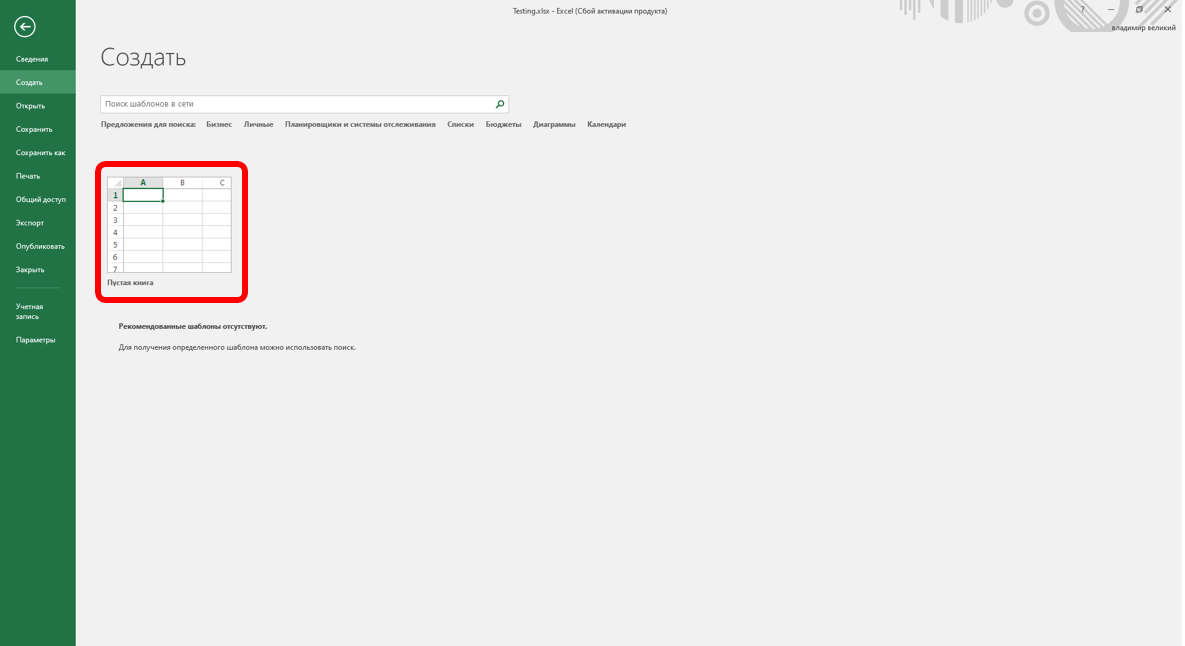 Testing.xlsx - Excel (Сбой активации продукта)
?
владимир великий
Сведения
Создать
Открыть
Сохранить
Сохранить как
Печать
Общий доступ
Экспорт
Опубликовать
Закрыть
Учетная
запись
Параметры
Создать
Поиск шаблонов в сети
Предложения для поиска: Бизнес Личные Планировщики и системы отслеживания Списки Бюджеты Диаграммы Календари
A B C
1
2
3
4
5
6
7
Пустая книга
Рекомендованные шаблоны отсутствуют.
Для получения определенного шаблона можно использовать поиск.